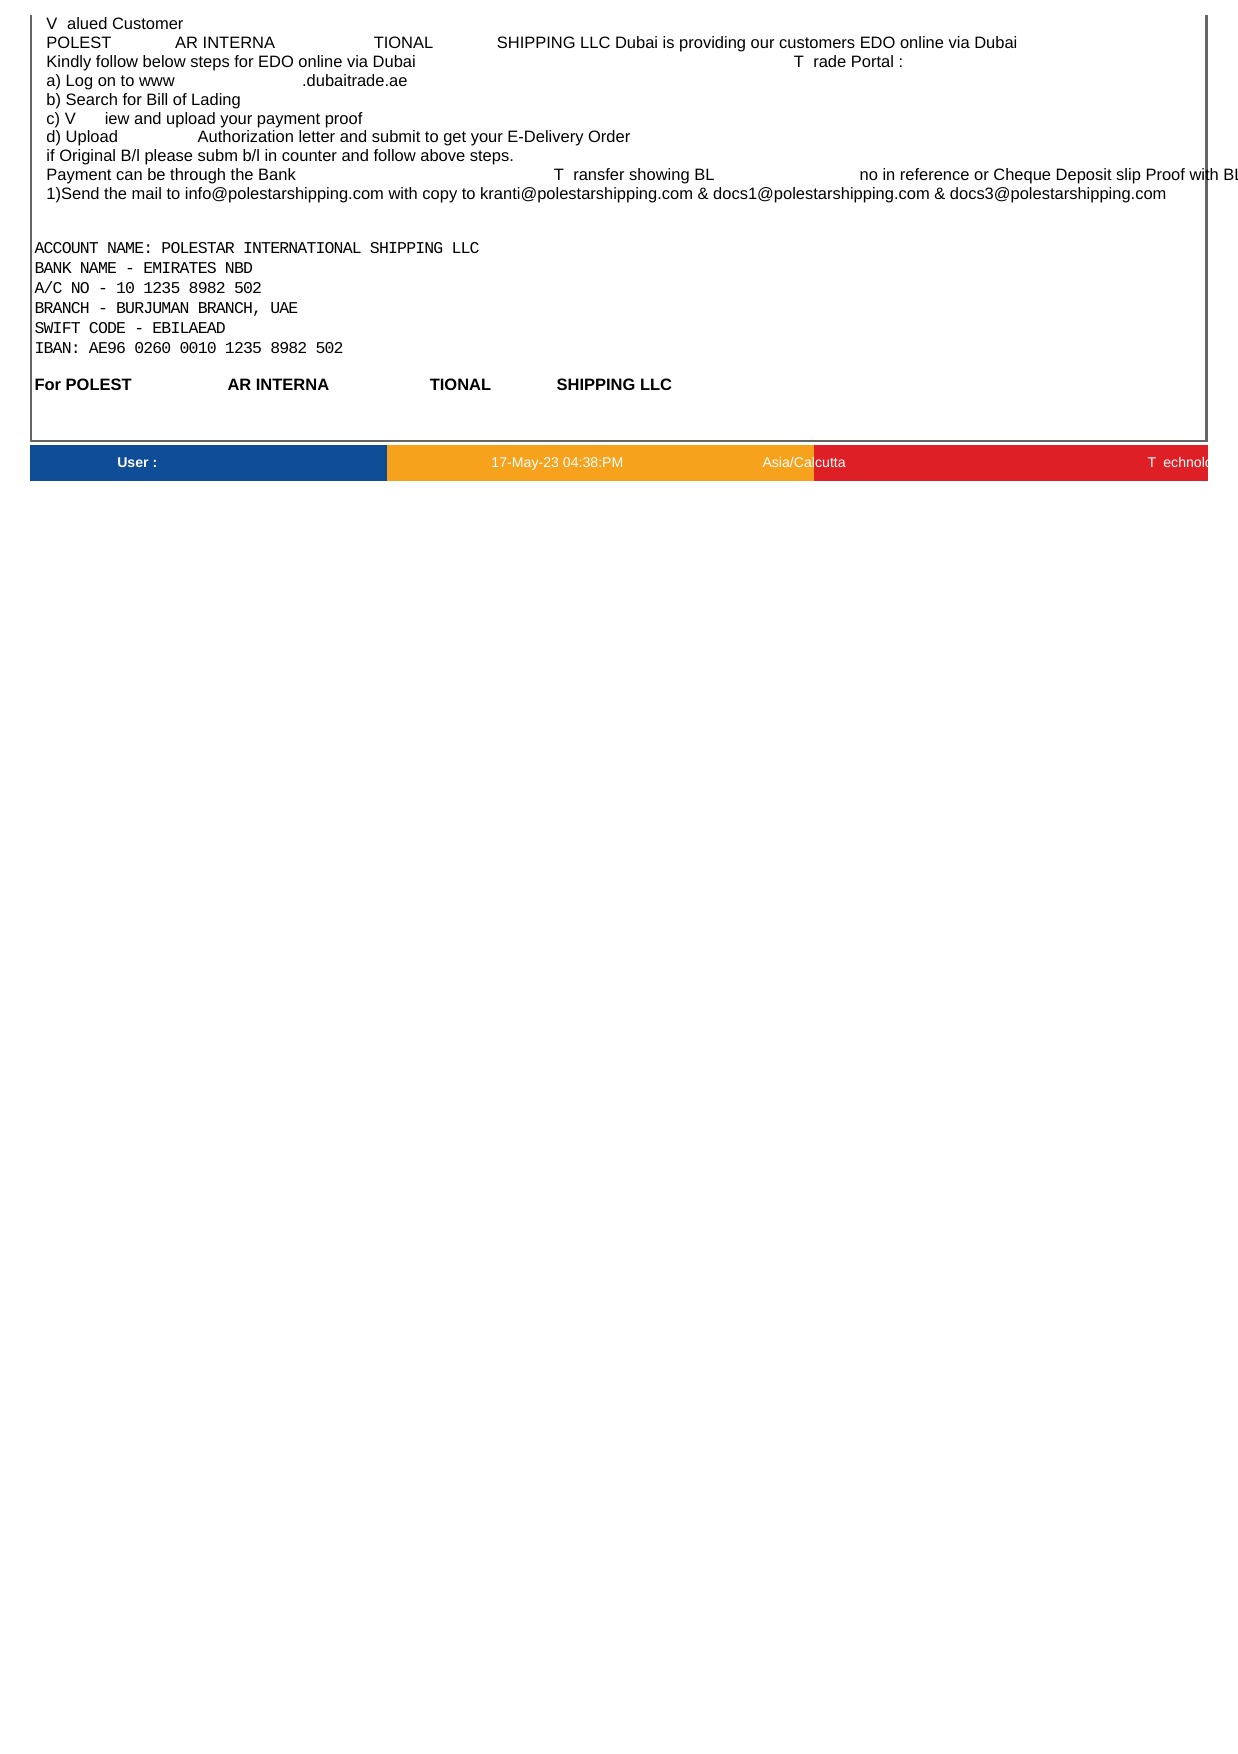 Valued Customer
POLESTAR INTERNATIONAL SHIPPING LLC Dubai is providing our customers EDO online via Dubai
Kindly follow below steps for EDO online via Dubai Trade Portal :
a) Log on to www.dubaitrade.ae
b) Search for Bill of Lading
c) View and upload your payment proof
d) Upload Authorization letter and submit to get your E-Delivery Order
if Original B/l please subm b/l in counter and follow above steps.
Payment can be through the Bank Transfer showing BL no in reference or Cheque Deposit slip Proof with BL
1)Send the mail to info@polestarshipping.com with copy to kranti@polestarshipping.com & docs1@polestarshipping.com & docs3@polestarshipping.com
ACCOUNT NAME: POLESTAR INTERNATIONAL SHIPPING LLC
BANK NAME - EMIRATES NBD
A/C NO - 10 1235 8982 502
BRANCH - BURJUMAN BRANCH, UAE
SWIFT CODE - EBILAEAD
IBAN: AE96 0260 0010 1235 8982 502
For POLESTAR INTERNATIONAL SHIPPING LLC
User : 17-May-23 04:38:PM Asia/Calcutta